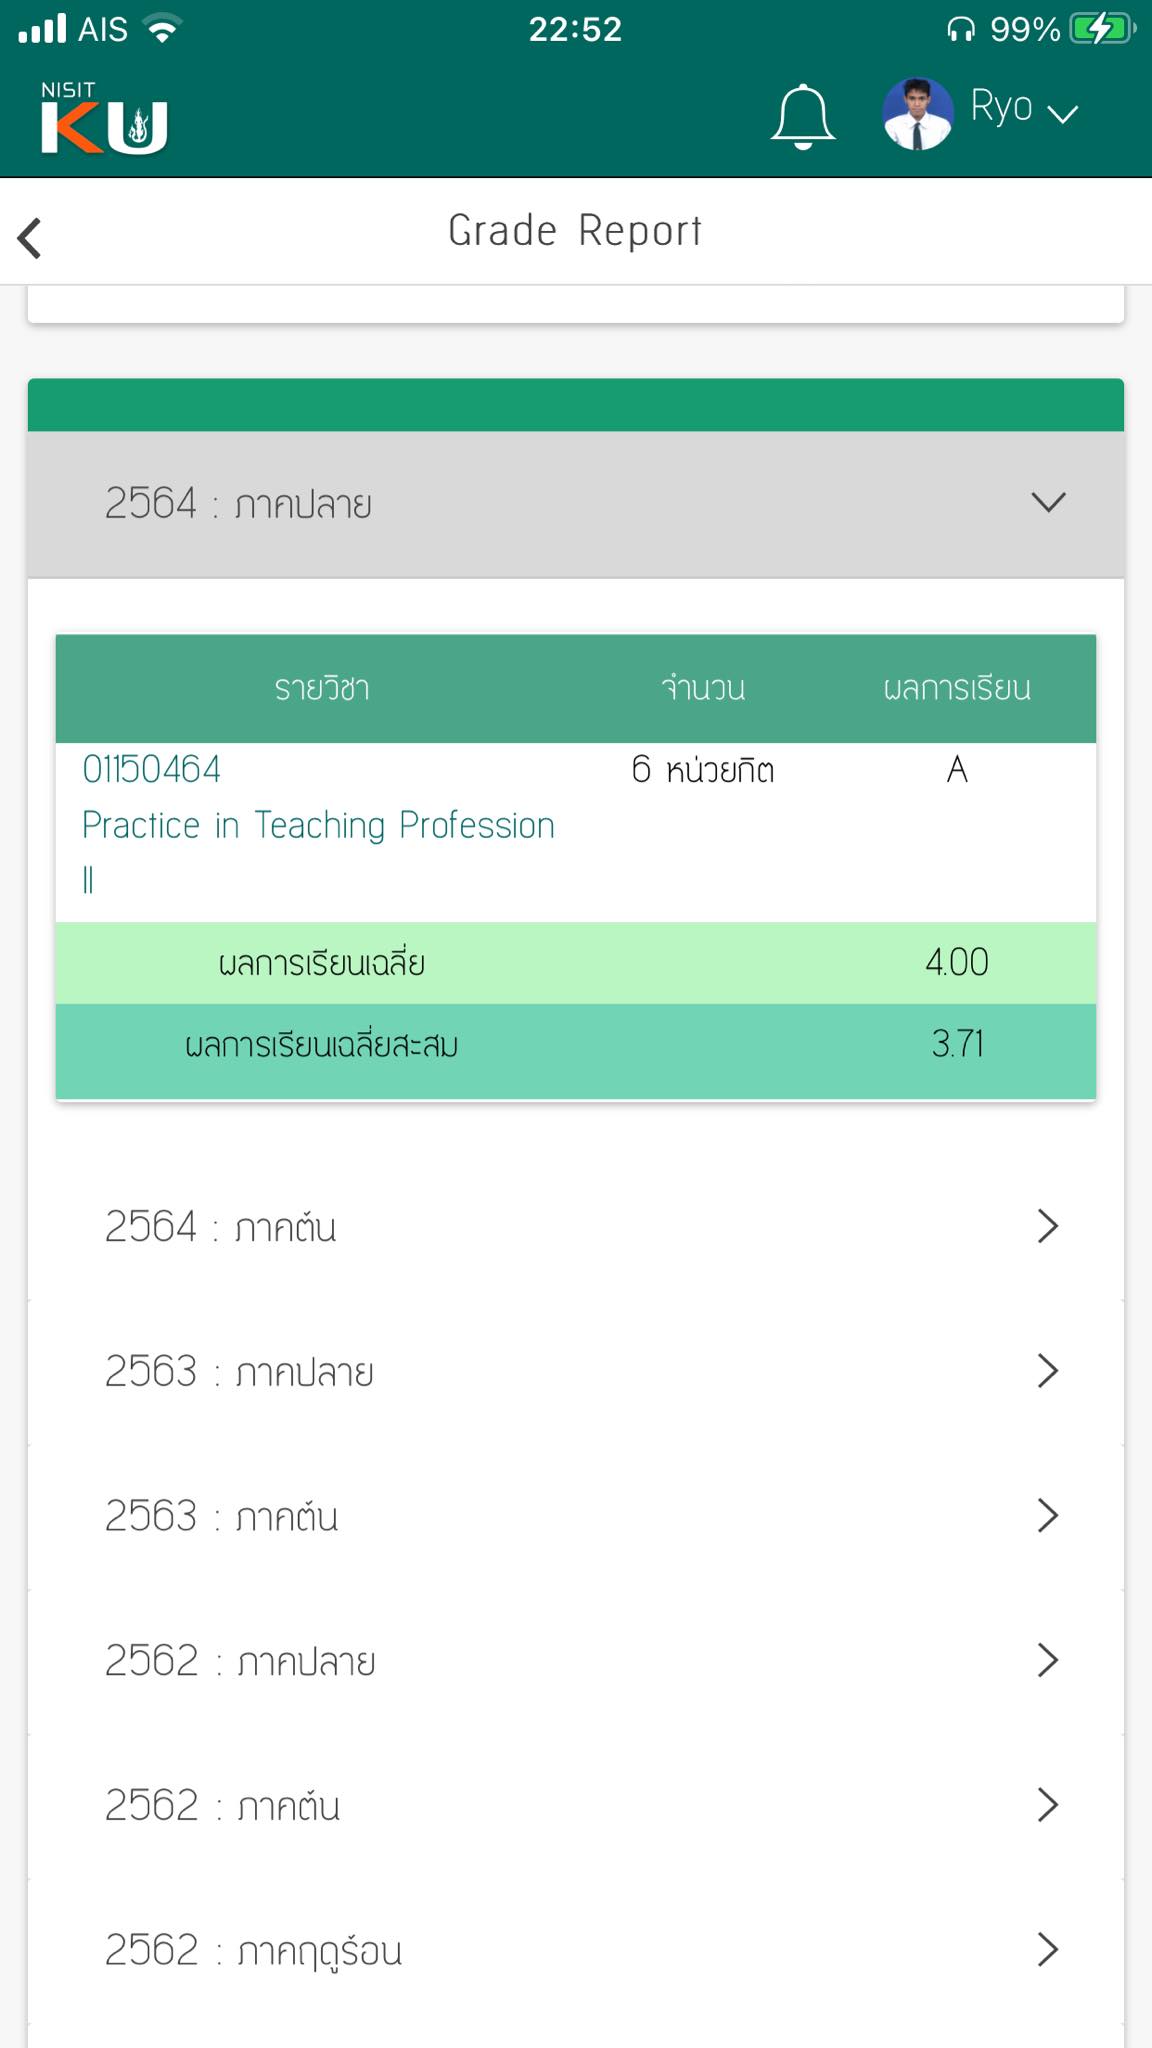 AIS 22:52 99%
NISIT
KU
Ryo
Grade Report
2564 : ภาคปลาย
รายวิชา จำนวน ผลการเรียน
01150464 6 หน่วยกิต A
Practice in Teaching Profession
II
ผลการเรียนเฉลี่ย 4.00
ผลการเรียนเฉลี่ยสะสม 3.71
2564 : ภาคต้น
2563 : ภาคปลาย
2563 : ภาคต้น
2562 : ภาคปลาย
2562 : ภาคต้น
2562 : ภาคฤดูร้อน